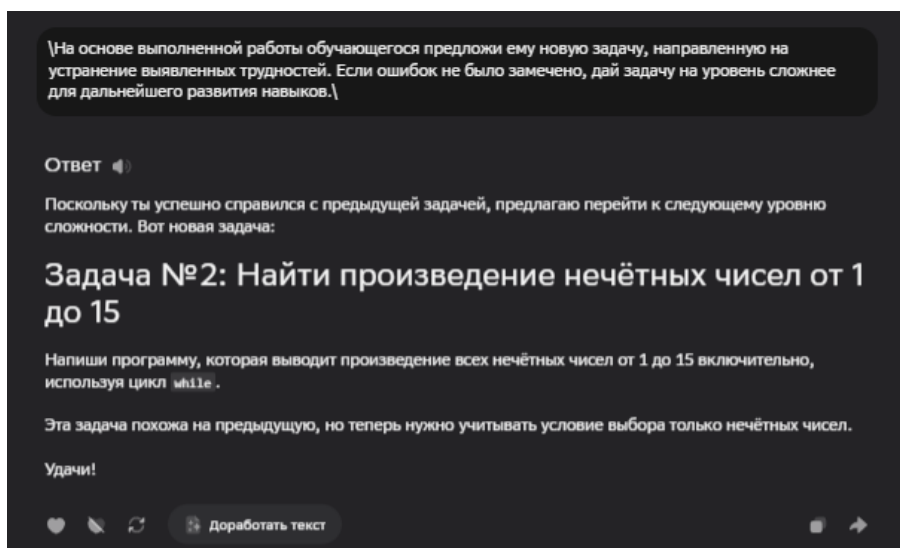 \На основе выполненной работы обучающегося предложи ему новую задачу, направленную на
устранение выявленных трудностей. Если ошибок не было замечено, дай задачу на уровень сложнее
для дальнейшего развития навыков.\
Ответ
Поскольку ты успешно справился с предыдущей задачей, предлагаю перейти к следующему уровню
сложности. Вот новая задача:
Задача №2: Найти произведение нечётных чисел от 1
до 15
Напиши программу, которая выводит произведение всех нечётных чисел от 1 до 15 включительно,
используя цикл while.
Эта задача похожа на предыдущую, но теперь нужно учитывать условие выбора только нечётных чисел.
Удачи!
Доработать текст